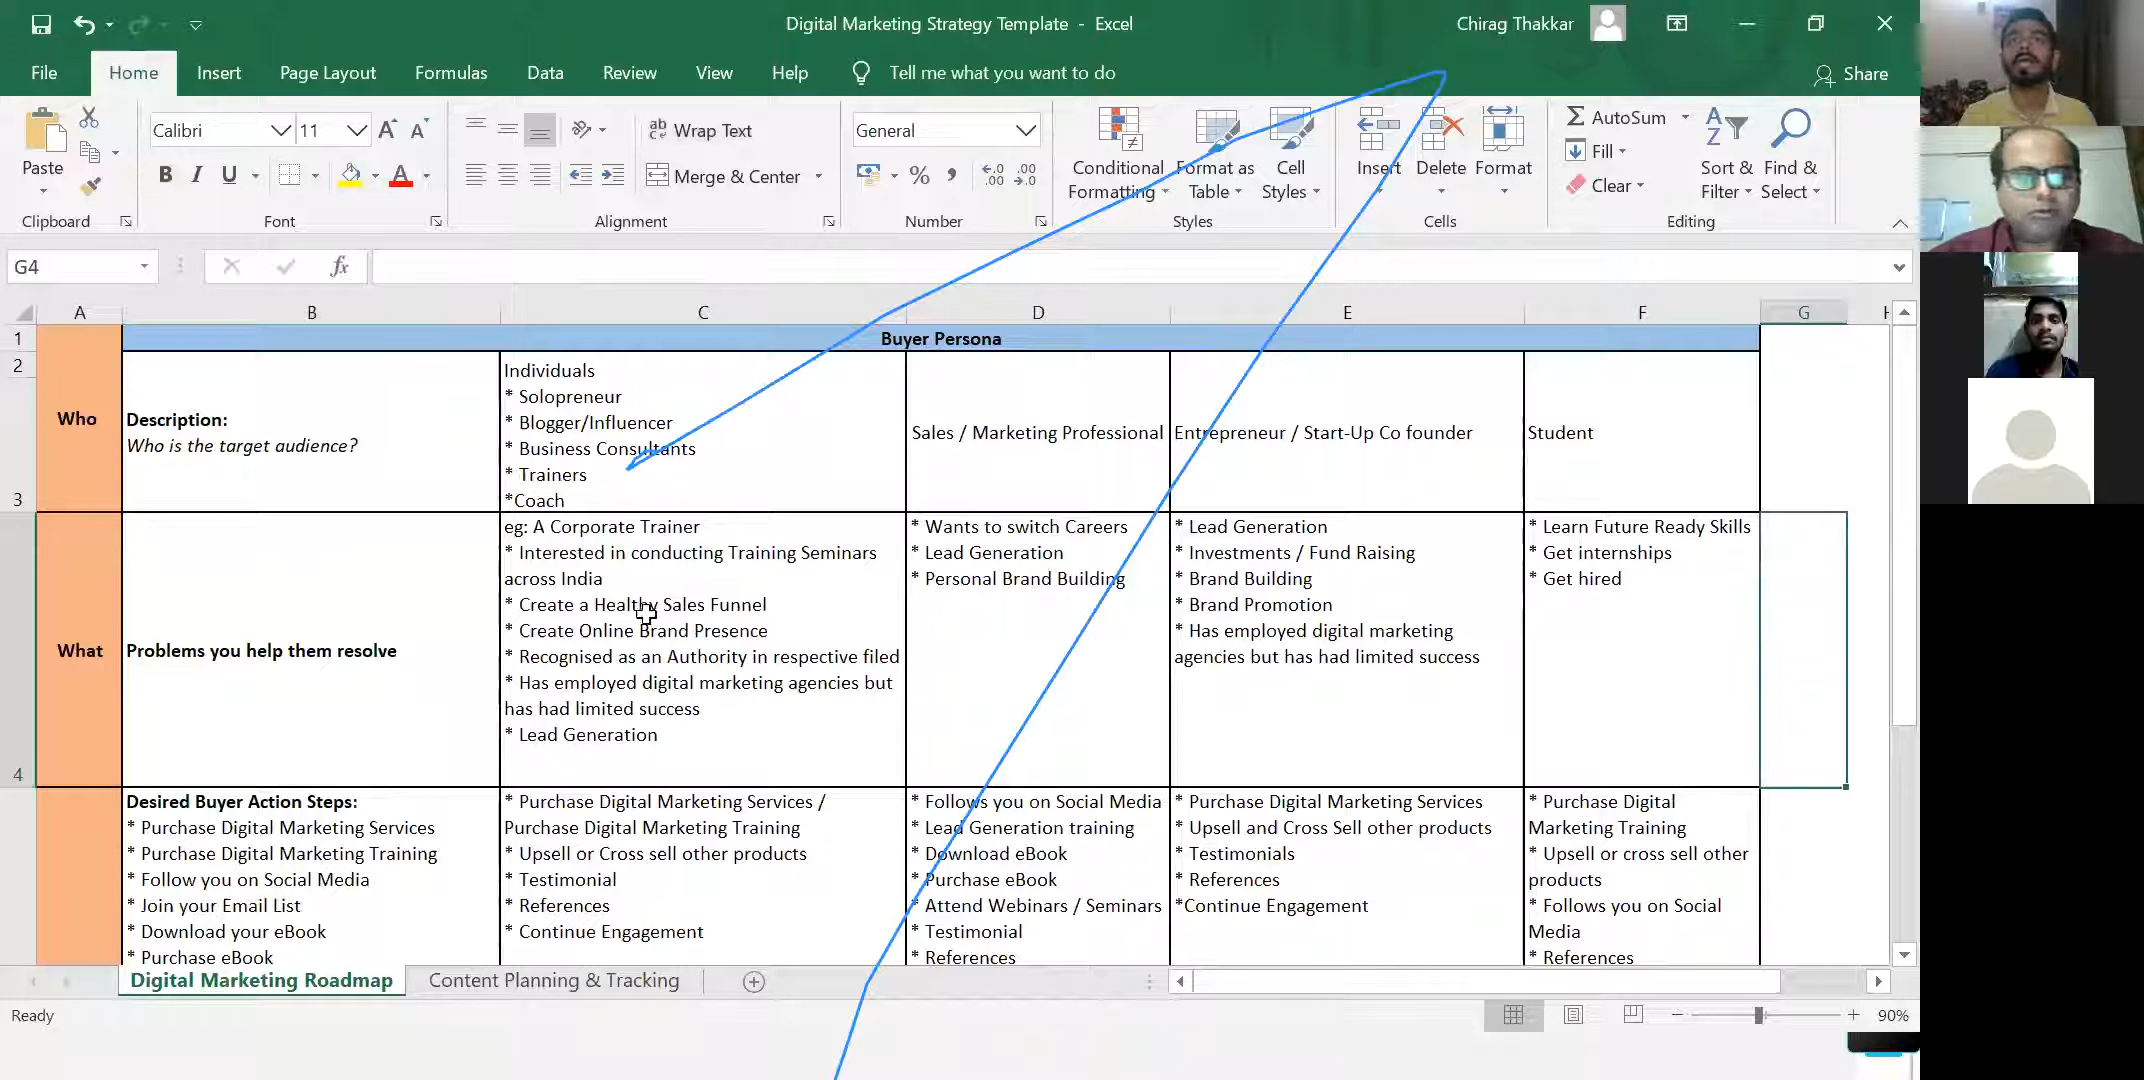 Digital Marketing Strategy Template - Excel
Chirag Thakkar
File Home Insert Page Layout Formulas Data Review View Help Tell me what you want to do Share
Paste
Clipboard
Calibri 11
A A
B I U A
Font
ab Wrap Text
Merge & Center
Alignment
General
% , ←.0 .00 .00 →.0
Number
Conditional Formatting
Format as Table
Cell Styles
Styles
Insert Delete Format
Cells
Σ AutoSum
Fill
Clear
A Z Sort & Filter
Find & Select
Editing
G4 fx
A B C D E F G
1
Buyer Persona
2
3
Who
Description:
Who is the target audience?
Individuals
* Solopreneur
* Blogger/Influencer
* Business Consultants
* Trainers
*Coach
Sales / Marketing Professional
Entrepreneur / Start-Up Co founder
Student
4
What
Problems you help them resolve
eg: A Corporate Trainer
* Interested in conducting Training Seminars
across India
* Create a Healthy Sales Funnel
* Create Online Brand Presence
* Recognised as an Authority in respective filed
* Has employed digital marketing agencies but
has had limited success
* Lead Generation
* Wants to switch Careers
* Lead Generation
* Personal Brand Building
* Lead Generation
* Investments / Fund Raising
* Brand Building
* Brand Promotion
* Has employed digital marketing
agencies but has had limited success
* Learn Future Ready Skills
* Get internships
* Get hired
Desired Buyer Action Steps:
* Purchase Digital Marketing Services
* Purchase Digital Marketing Training
* Follow you on Social Media
* Join your Email List
* Download your eBook
* Purchase eBook
* Purchase Digital Marketing Services /
Purchase Digital Marketing Training
* Upsell or Cross sell other products
* Testimonial
* References
* Continue Engagement
* Follows you on Social Media
* Lead Generation training
* Download eBook
* Purchase eBook
* Attend Webinars / Seminars
* Testimonial
* References
* Purchase Digital Marketing Services
* Upsell and Cross Sell other products
* Testimonials
* References
*Continue Engagement
* Purchase Digital
Marketing Training
* Upsell or cross sell other
products
* Follows you on Social
Media
* References
Digital Marketing Roadmap Content Planning & Tracking
Ready
90%